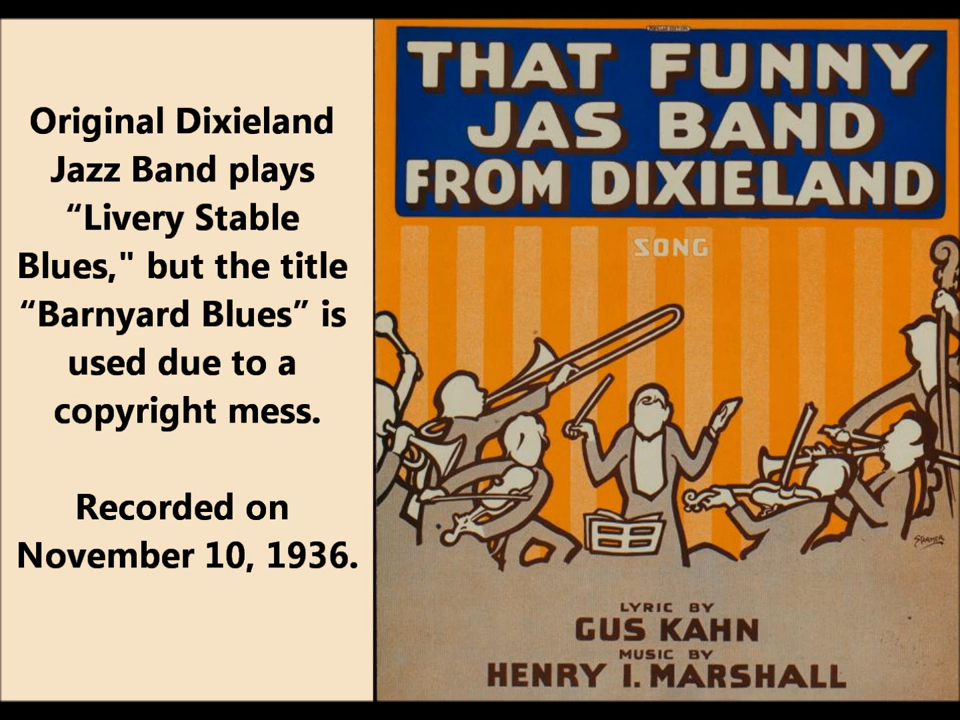 Original Dixieland
Jazz Band plays
“Livery Stable
Blues," but the title
“Barnyard Blues” is
used due to a
copyright mess.
Recorded on
November 10, 1936.
THAT FUNNY
JAS BAND
FROM DIXIELAND
SONG
LYRIC BY
GUS KAHN
MUSIC BY
HENRY I. MARSHALL